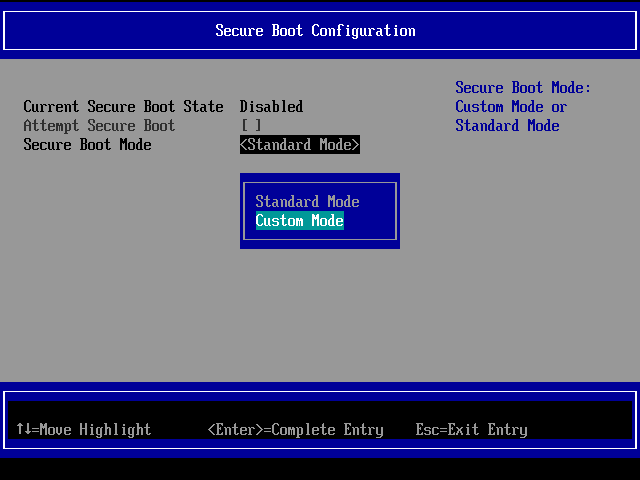 Secure Boot Configuration
Secure Boot Mode:
Current Secure Boot State Disabled Custom Mode or
Attempt Secure Boot [ ] Standard Mode
Secure Boot Mode <Standard Mode>
Standard Mode
Custom Mode
↑↓=Move Highlight <Enter>=Complete Entry Esc=Exit Entry